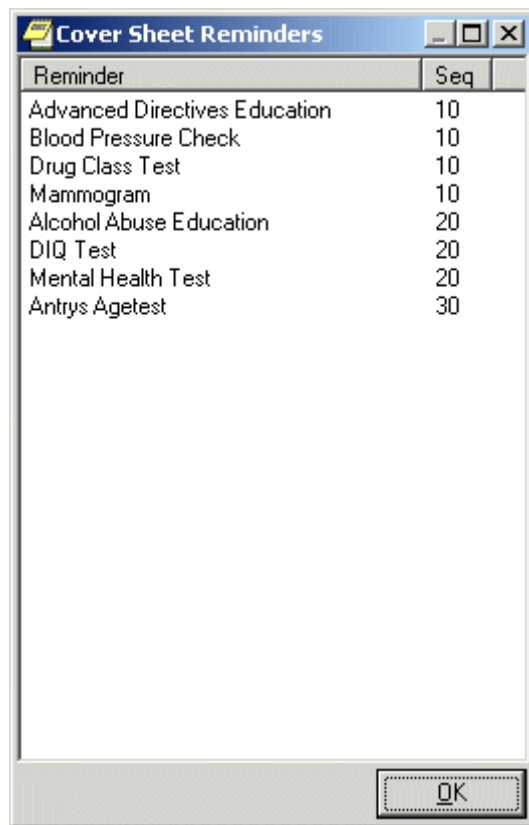 Cover Sheet Reminders
Reminder Seq
Advanced Directives Education 10
Blood Pressure Check 10
Drug Class Test 10
Mammogram 10
Alcohol Abuse Education 20
DIQ Test 20
Mental Health Test 20
Antrys Agetest 30
OK